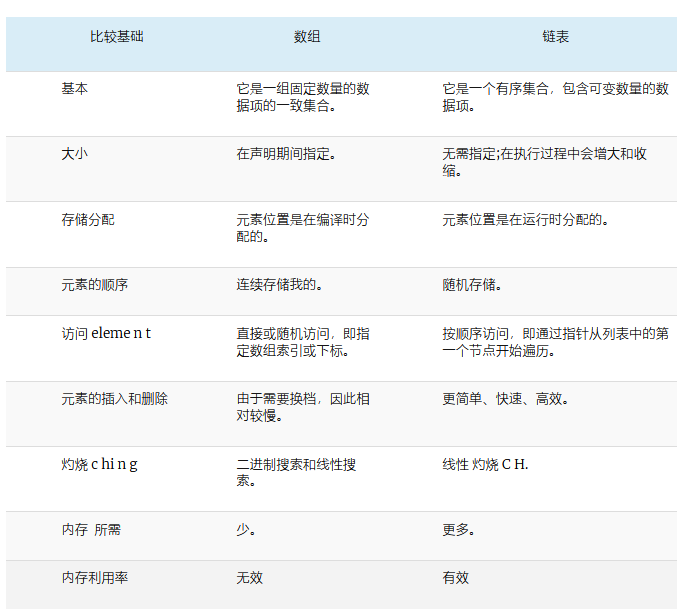 比较基础 数组 链表
基本 它是一组固定数量的数 它是一个有序集合，包含可变数量的数
据项的一致集合。 据项。
大小 在声明期间指定。 无需指定;在执行过程中会增大和收
缩。
存储分配 元素位置是在编译时分 元素位置是在运行时分配的。
配的。
元素的顺序 连续存储我的。 随机存储。
访问 eleme n t 直接或随机访问，即指 按顺序访问，即通过指针从列表中的第
定数组索引或下标。 一个节点开始遍历。
元素的插入和删除 由于需要换档，因此相 更简单、快速、高效。
对较慢。
灼烧 c hi n g 二进制搜索和线性搜 线性 灼烧 C H.
索。
内存 所需 少。 更多。
内存利用率 无效 有效